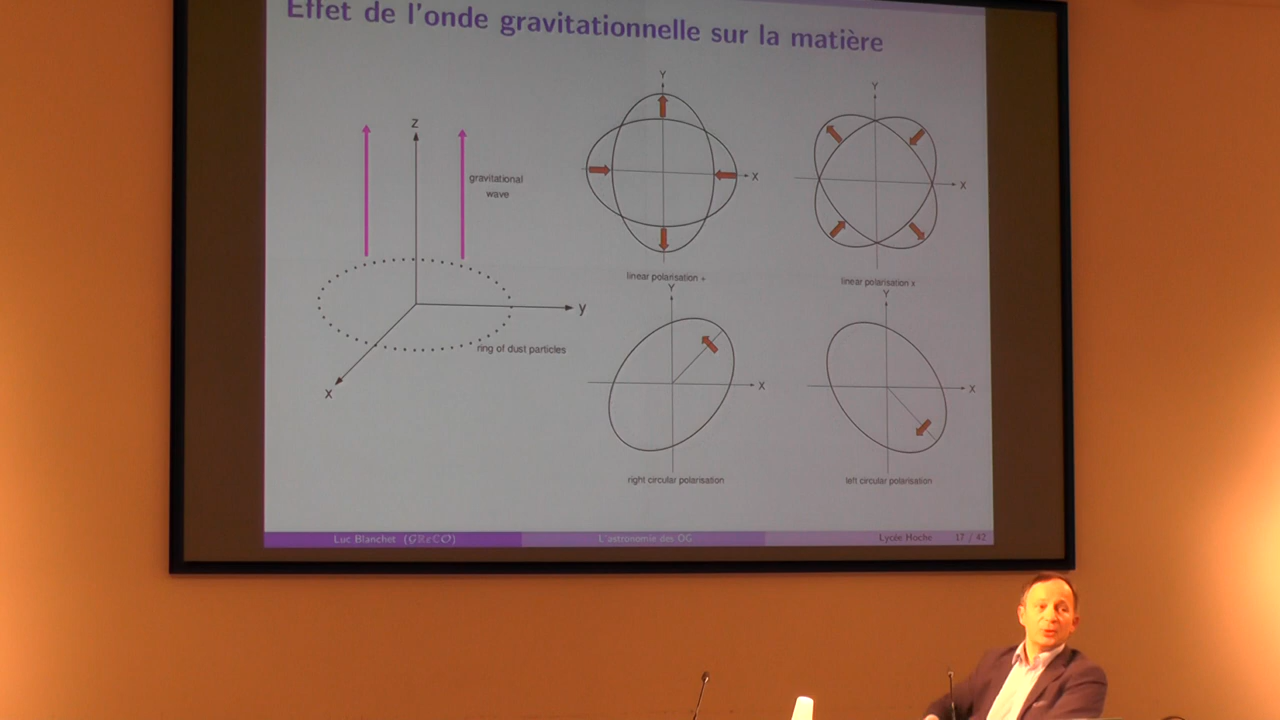 Effet de l'onde gravitationnelle sur la matière
z
gravitational
wave
y
ring of dust particles
x
Y
X
linear polarisation +
Y
X
linear polarisation x
Y
X
right circular polarisation
Y
X
left circular polarisation
Luc Blanchet (GReCO)
L'astronomie des OG
Lycée Hoche
17 / 42